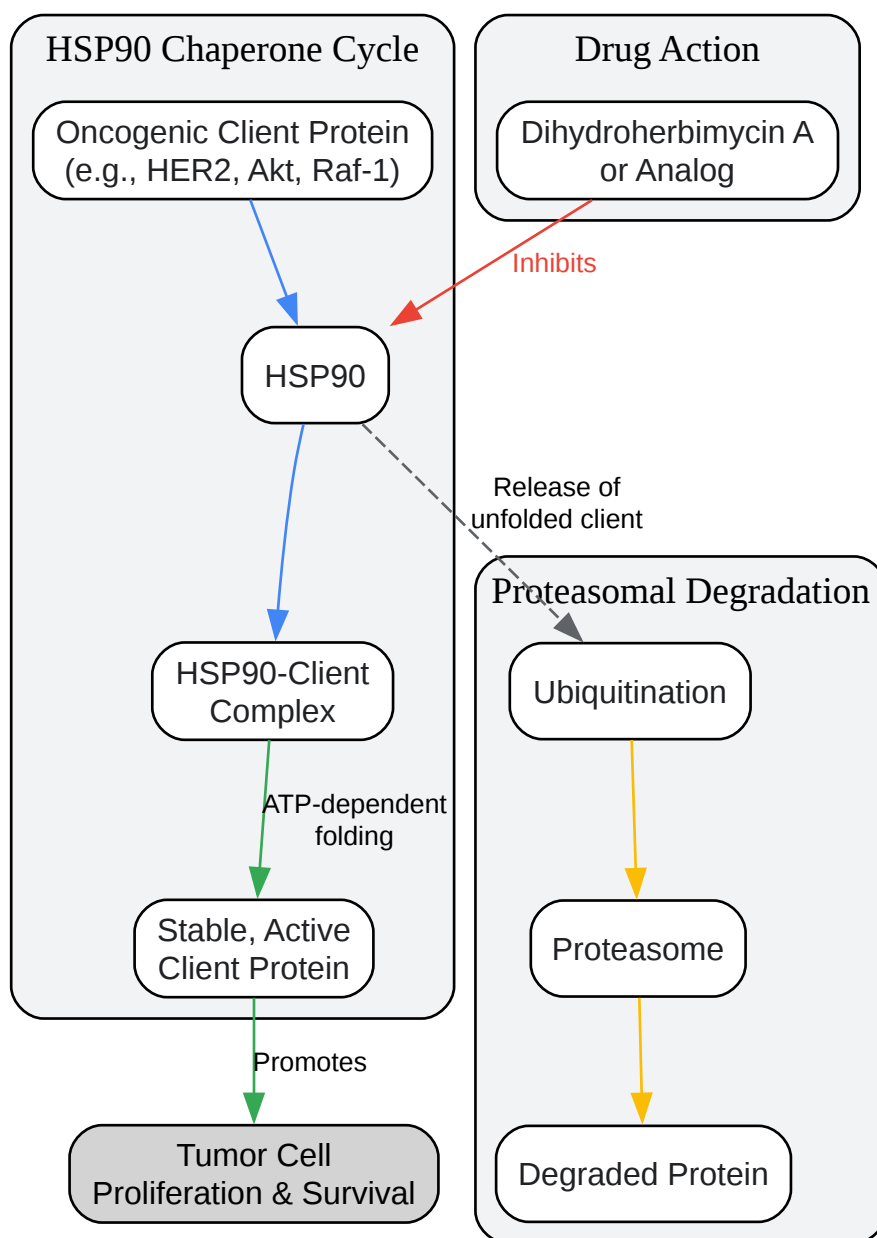 HSP90 Chaperone Cycle
Oncogenic Client Protein
(e.g., HER2, Akt, Raf-1)
Drug Action
Dihydroherbimycin A
or Analog
Inhibits
HSP90
Release of
unfolded client
HSP90-Client
Complex
ATP-dependent
folding
Stable, Active
Client Protein
Promotes
Tumor Cell
Proliferation & Survival
Proteasomal Degradation
Ubiquitination
Proteasome
Degraded Protein